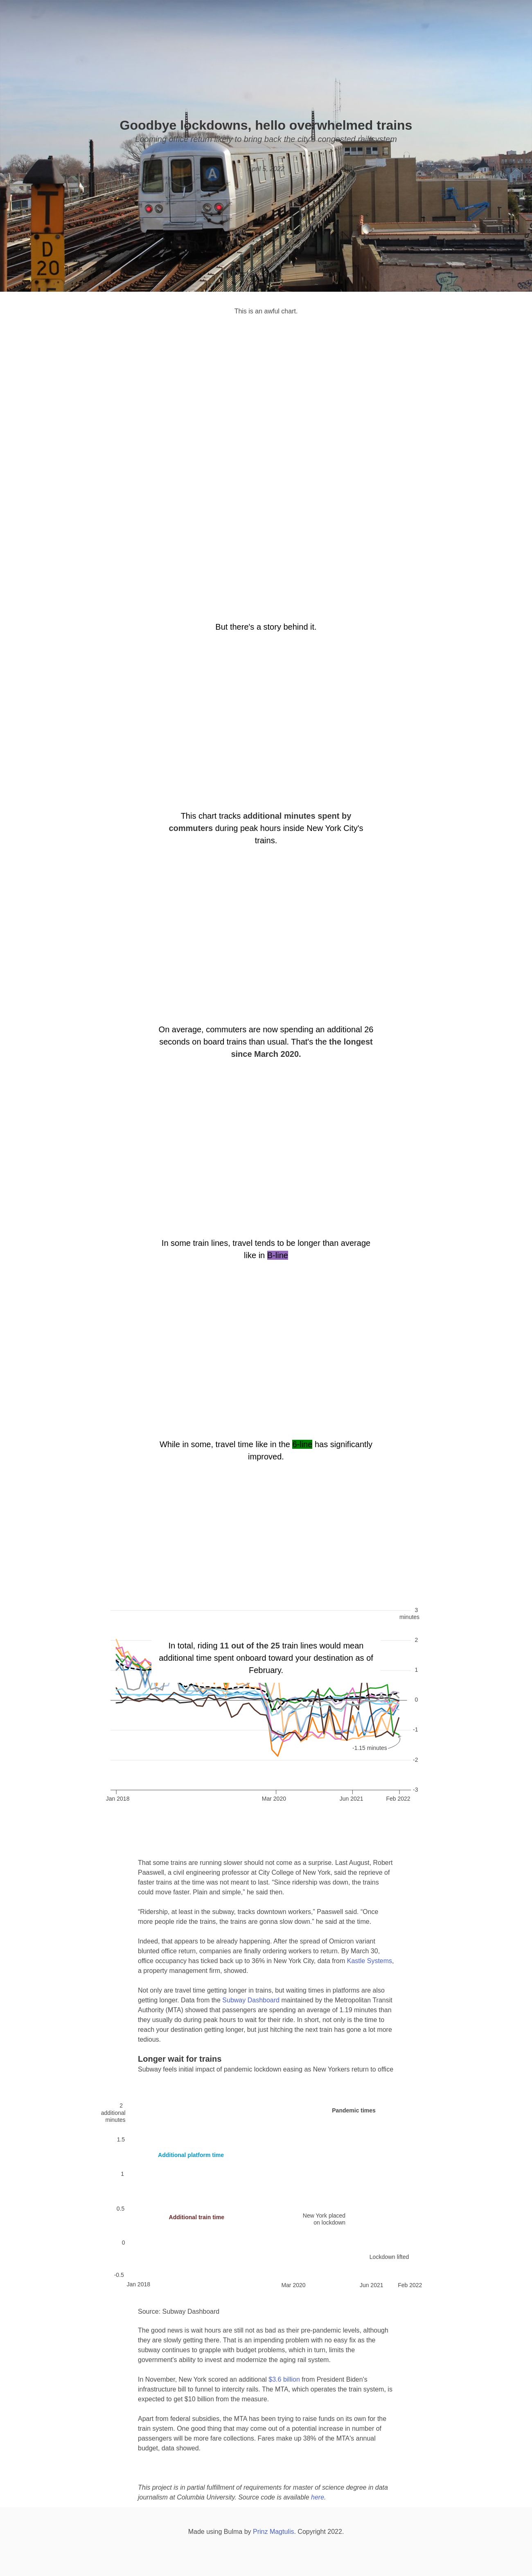 Goodbye lockdowns, hello overwhelmed trains
Looming office return likely to bring back the city's congested rail system
A
D
20
This is an awful chart.
But there's a story behind it.
This chart tracks additional minutes spent by
commuters during peak hours inside New York City's
trains.
On average, commuters are now spending an additional 26
seconds on board trains than usual. That's the the longest
since March 2020.
In some train lines, travel tends to be longer than average
like in B-line
While in some, travel time like in the 6-line has significantly
improved.
3
minutes
2
In total, riding 11 out of the 25 train lines would mean
additional time spent onboard toward your destination as of
February.
1
0
-1
-1.15 minutes
-2
-3
Jan 2018 Mar 2020 Jun 2021 Feb 2022
That some trains are running slower should not come as a surprise. Last August, Robert
Paaswell, a civil engineering professor at City College of New York, said the reprieve of
faster trains at the time was not meant to last. “Since ridership was down, the trains
could move faster. Plain and simple,” he said then.
“Ridership, at least in the subway, tracks downtown workers,” Paaswell said. “Once
more people ride the trains, the trains are gonna slow down.” he said at the time.
Indeed, that appears to be already happening. After the spread of Omicron variant
blunted office return, companies are finally ordering workers to return. By March 30,
office occupancy has ticked back up to 36% in New York City, data from Kastle Systems,
a property management firm, showed.
Not only are travel time getting longer in trains, but waiting times in platforms are also
getting longer. Data from the Subway Dashboard maintained by the Metropolitan Transit
Authority (MTA) showed that passengers are spending an average of 1.19 minutes than
they usually do during peak hours to wait for their ride. In short, not only is the time to
reach your destination getting longer, but just hitching the next train has gone a lot more
tedious.
Longer wait for trains
Subway feels initial impact of pandemic lockdown easing as New Yorkers return to office
2
additional
minutes
Pandemic times
1.5
Additional platform time
1
0.5
Additional train time
New York placed
on lockdown
0
Lockdown lifted
-0.5
Jan 2018 Mar 2020 Jun 2021 Feb 2022
Source: Subway Dashboard
The good news is wait hours are still not as bad as their pre-pandemic levels, although
they are slowly getting there. That is an impending problem with no easy fix as the
subway continues to grapple with budget problems, which in turn, limits the
government's ability to invest and modernize the aging rail system.
In November, New York scored an additional $3.6 billion from President Biden's
infrastructure bill to funnel to intercity rails. The MTA, which operates the train system, is
expected to get $10 billion from the measure.
Apart from federal subsidies, the MTA has been trying to raise funds on its own for the
train system. One good thing that may come out of a potential increase in number of
passengers will be more fare collections. Fares make up 38% of the MTA's annual
budget, data showed.
This project is in partial fulfillment of requirements for master of science degree in data
journalism at Columbia University. Source code is available here.
Made using Bulma by Prinz Magtulis. Copyright 2022.